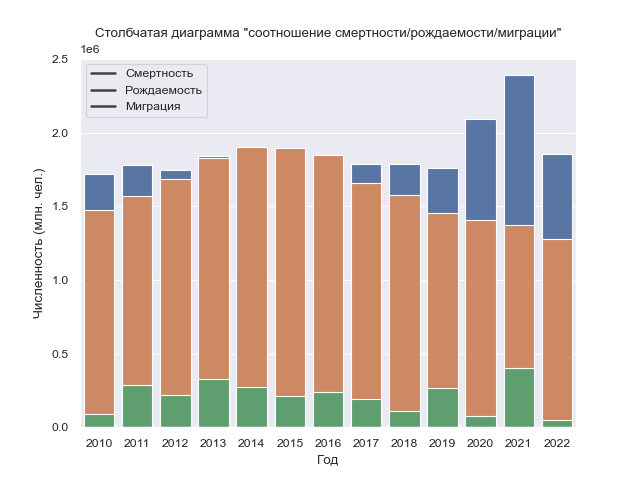 Столбчатая диаграмма "соотношение смертности/рождаемости/миграции"
1e6
2.5
2.0
1.5
1.0
0.5
0.0
Численность (млн. чел.)
Смертность
Рождаемость
Миграция
2010 2011 2012 2013 2014 2015 2016 2017 2018 2019 2020 2021 2022
Год